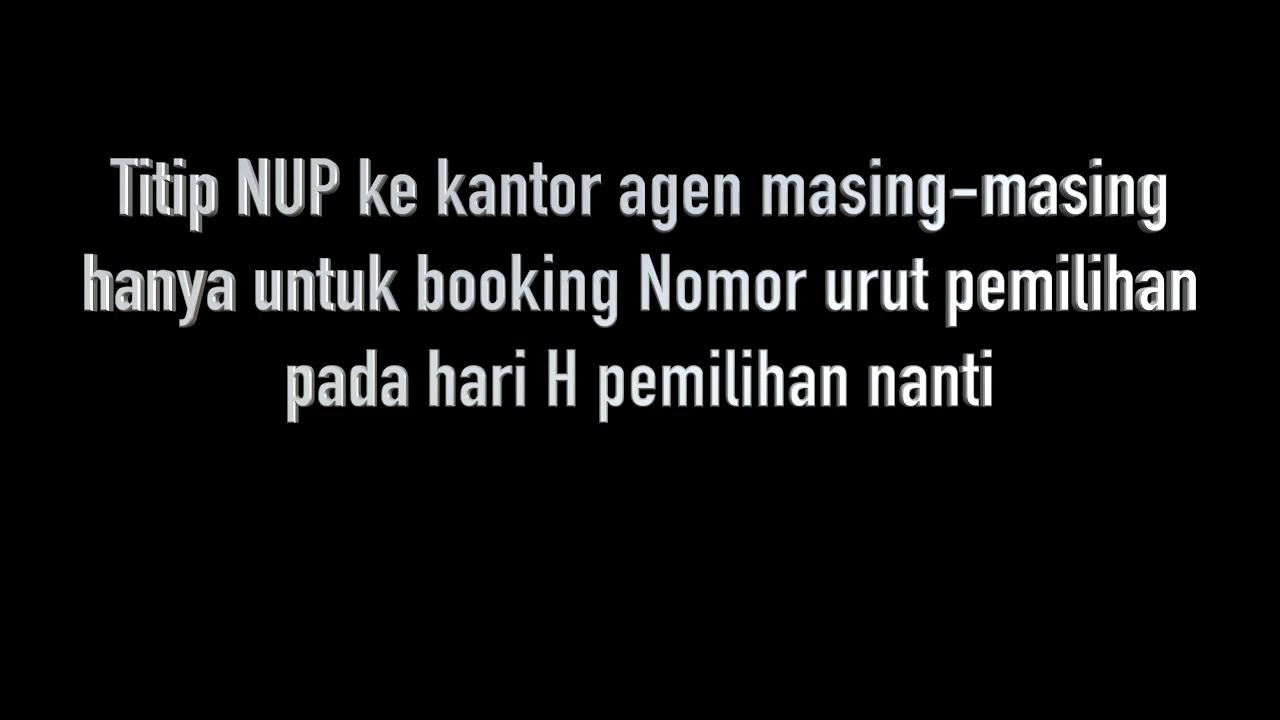 Titip NUP ke kantor agen masing-masing
hanya untuk booking Nomor urut pemilihan
pada hari H pemilihan nanti